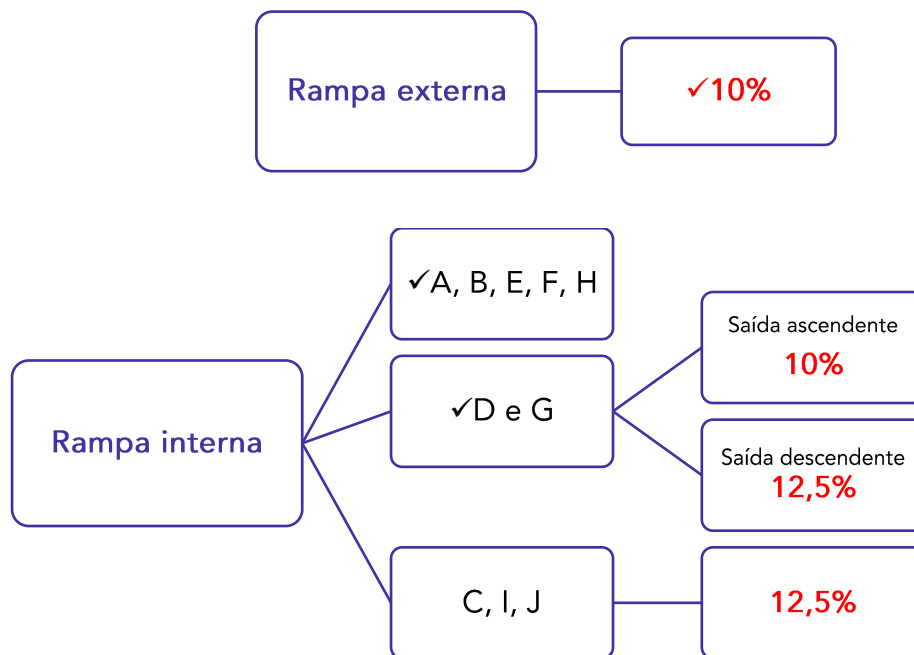 Rampa externa
✓10%
✓A, B, E, F, H
Saída ascendente
10%
Rampa interna
✓D e G
Saída descendente
12,5%
C, I, J
12,5%